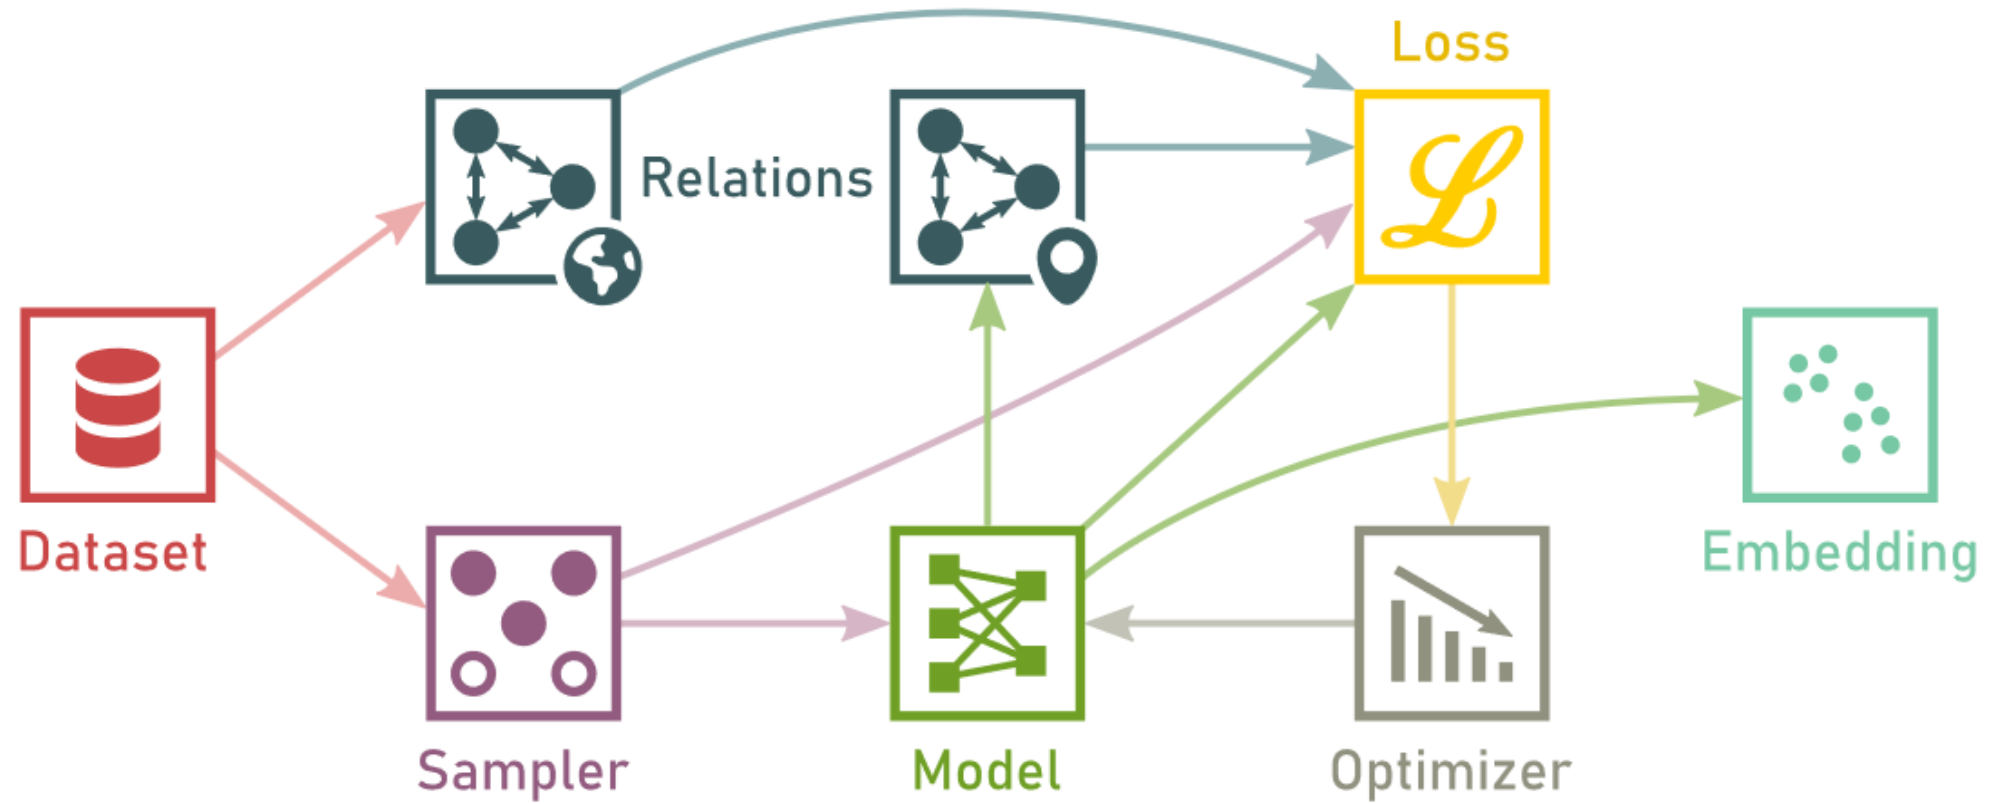 Loss
Relations
ℒ
Dataset
Embedding
Sampler
Model
Optimizer